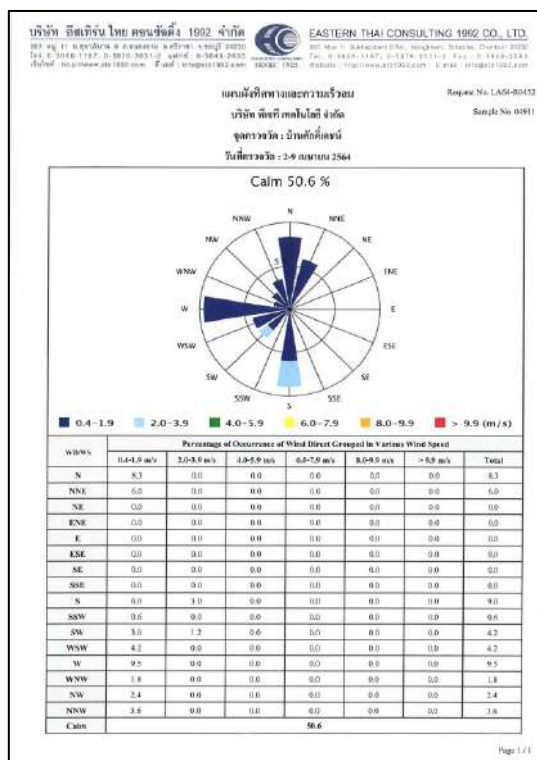 บริษัท อีสเทิร์น ไทย คอนซัลติ้ง 1992 จำกัด
EASTERN THAI CONSULTING 1992 CO., LTD.
แผนผังทิศทางและความเร็วลม
Request No. LA64-R0452
บริษัท พีเอที เทคโนโลยี จำกัด
Sample No. 04911
จุดตรวจวัด : บ้านศักดิ์เดชน์
วันที่ตรวจวัด : 2-9 เมษายน 2564
Calm 50.6 %
N
NNW NNE
NW NE
WNW ENE
5
W E
WSW ESE
SW SE
SSW SSE
S
0.4-1.9 2.0-3.9 4.0-5.9 6.0-7.9 8.0-9.9 > 9.9 (m/s)
WD/WS Percentage of Occurrence of Wind Direct Grouped in Various Wind Speed
0.4-1.9 m/s 2.0-3.9 m/s 4.0-5.9 m/s 6.0-7.9 m/s 8.0-9.9 m/s > 9.9 m/s Total
N 8.3 0.0 0.0 0.0 0.0 0.0 8.3
NNE 6.0 0.0 0.0 0.0 0.0 0.0 6.0
NE 0.0 0.0 0.0 0.0 0.0 0.0 0.0
ENE 0.0 0.0 0.0 0.0 0.0 0.0 0.0
E 0.0 0.0 0.0 0.0 0.0 0.0 0.0
ESE 0.0 0.0 0.0 0.0 0.0 0.0 0.0
SE 0.0 0.0 0.0 0.0 0.0 0.0 0.0
SSE 0.0 0.0 0.0 0.0 0.0 0.0 0.0
S 6.0 3.0 0.0 0.0 0.0 0.0 9.0
SSW 0.6 0.0 0.0 0.0 0.0 0.0 0.6
SW 3.0 1.2 0.0 0.0 0.0 0.0 4.2
WSW 4.2 0.0 0.0 0.0 0.0 0.0 4.2
W 9.5 0.0 0.0 0.0 0.0 0.0 9.5
WNW 1.8 0.0 0.0 0.0 0.0 0.0 1.8
NW 2.4 0.0 0.0 0.0 0.0 0.0 2.4
NNW 3.6 0.0 0.0 0.0 0.0 0.0 3.6
Calm 50.6
Page 1/1